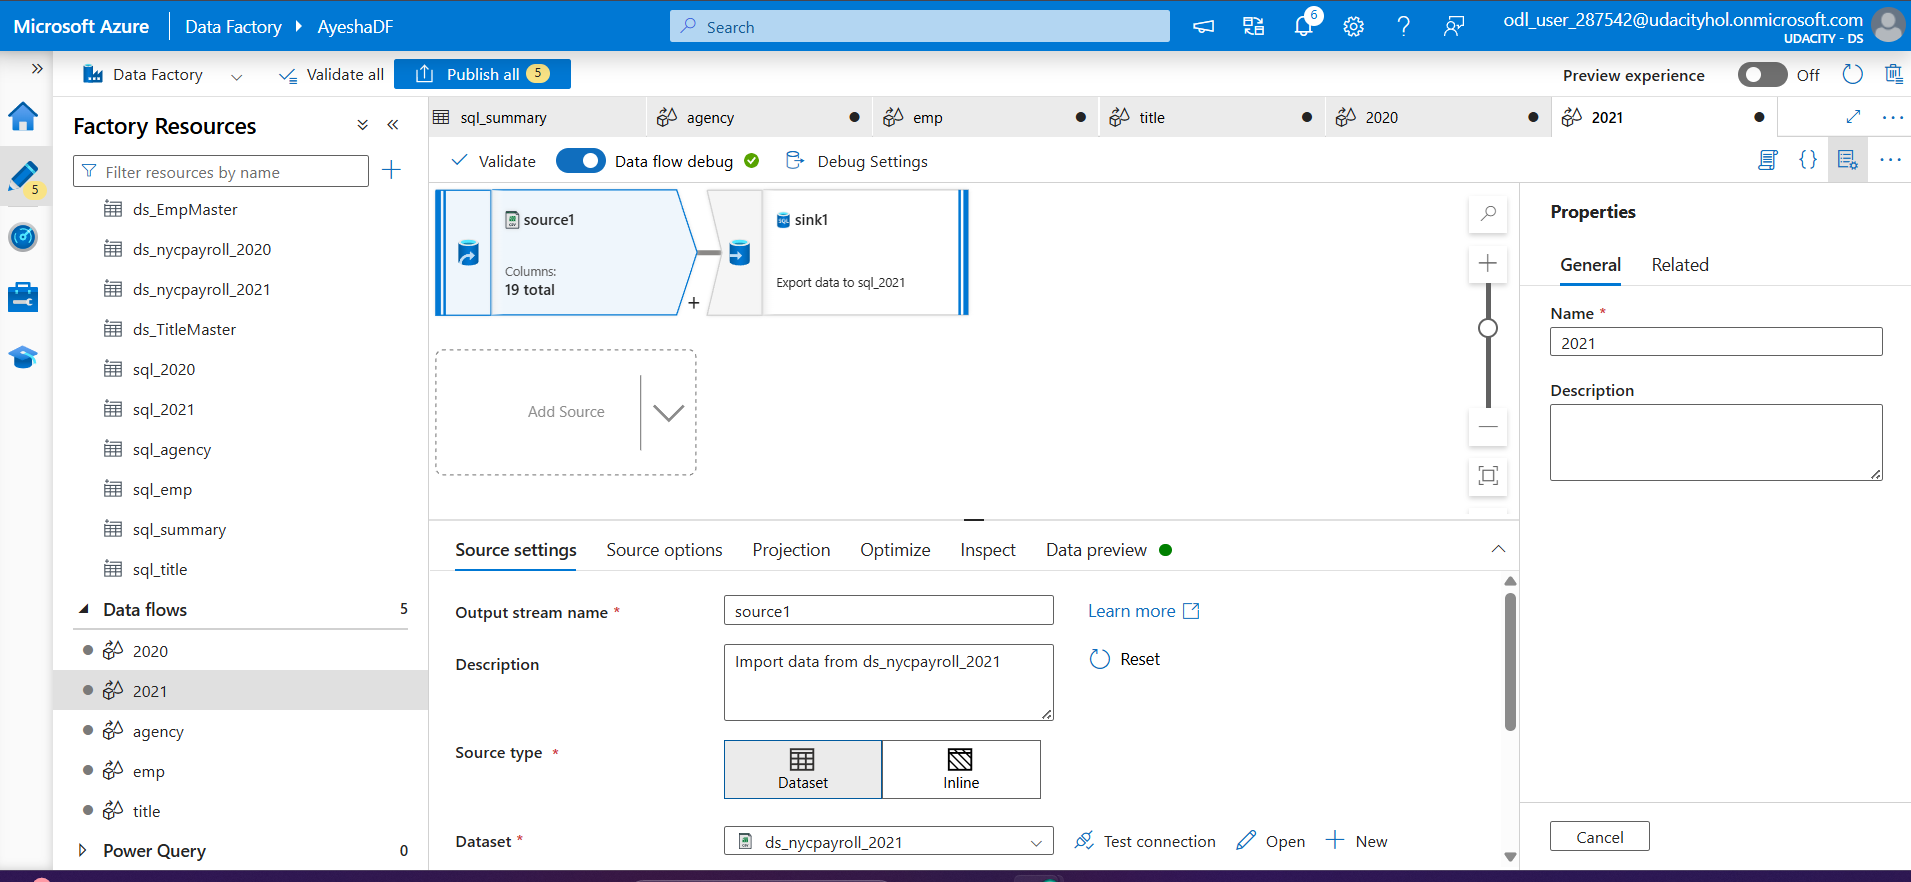 Microsoft Azure
Data Factory
AyeshaDF
Search
6
odl_user_287542@udacityhol.onmicrosoft.com
UDACITY - DS
Data Factory
Validate all
Publish all
5
Preview experience
Off
5
Factory Resources
Filter resources by name
ds_EmpMaster
ds_nycpayroll_2020
ds_nycpayroll_2021
ds_TitleMaster
sql_2020
sql_2021
sql_agency
sql_emp
sql_summary
sql_title
Data flows
5
2020
2021
agency
emp
title
Power Query
0
sql_summary
agency
emp
title
2020
2021
Validate
Data flow debug
Debug Settings
source1
Columns:
19 total
+
sink1
Export data to sql_2021
Add Source
Source settings
Source options
Projection
Optimize
Inspect
Data preview
Output stream name *
source1
Learn more
Description
Import data from ds_nycpayroll_2021
Reset
Source type *
Dataset
Inline
Dataset *
ds_nycpayroll_2021
Test connection
Open
New
Properties
General
Related
Name *
2021
Description
Cancel